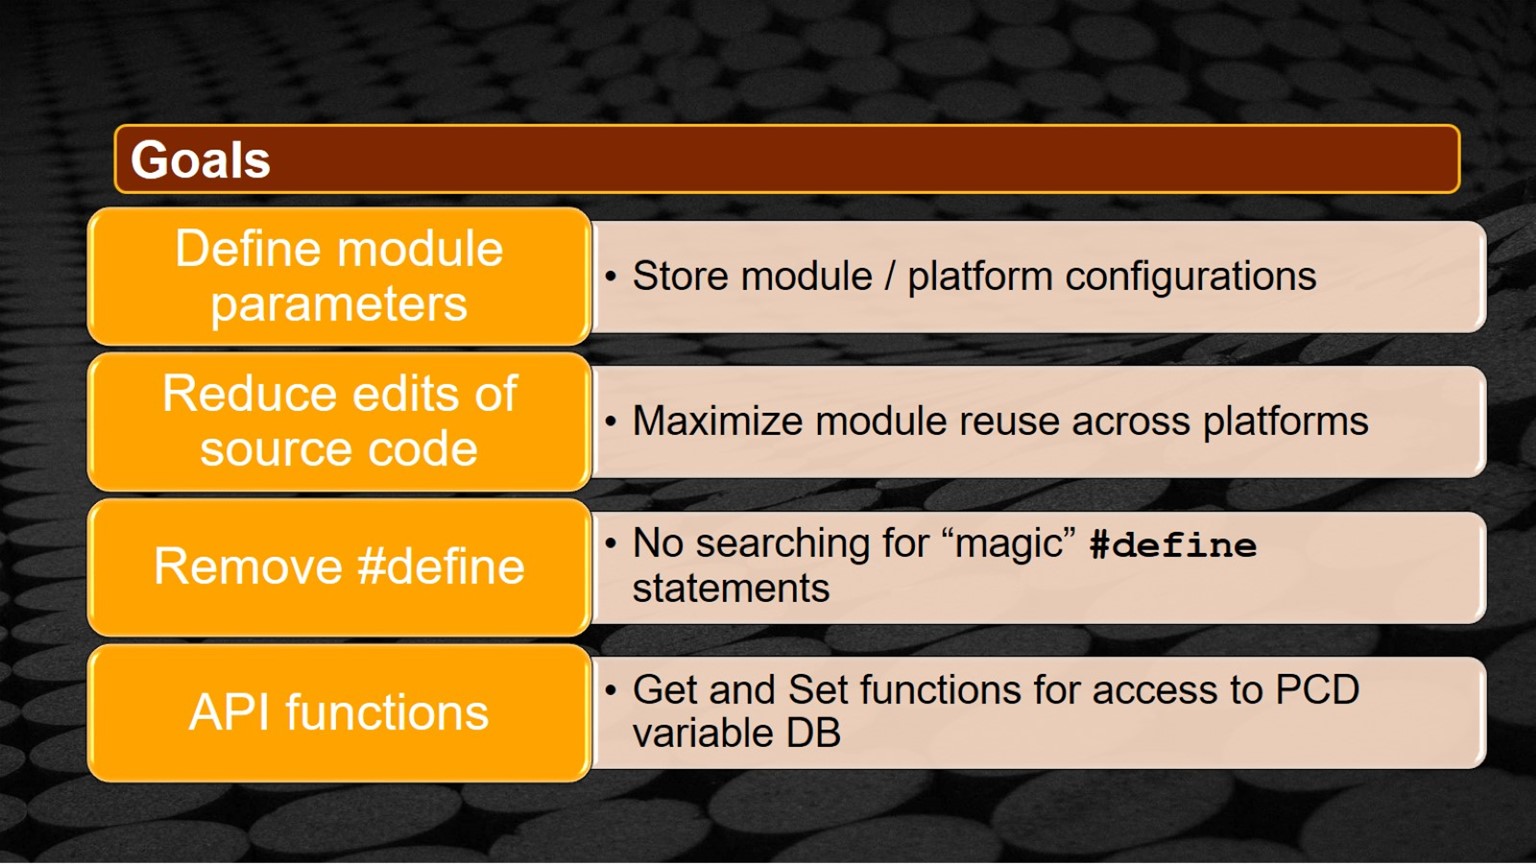 Goals
Define module
parameters
• Store module / platform configurations
Reduce edits of
source code
• Maximize module reuse across platforms
Remove #define
• No searching for “magic” #define
statements
API functions
• Get and Set functions for access to PCD
variable DB